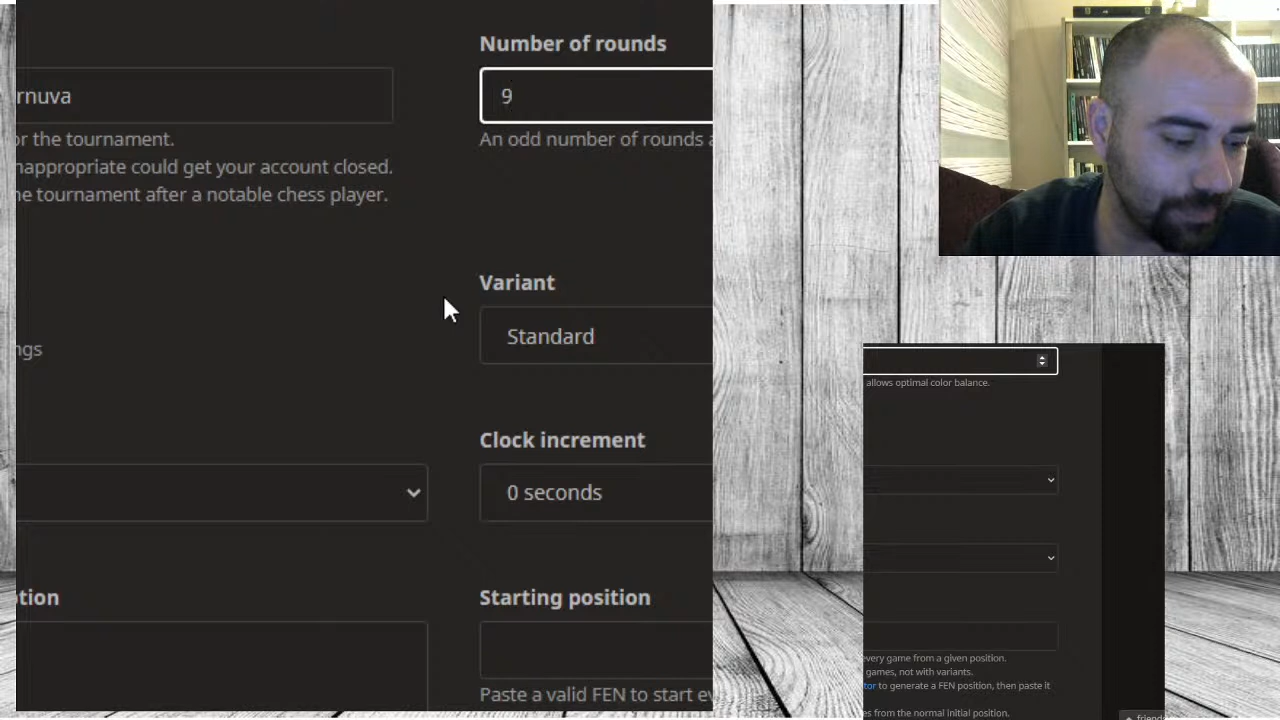 Number of rounds
rnuva
9
or the tournament.
An odd number of rounds a
nappropriate could get your account closed.
ne tournament after a notable chess player.
Variant
Standard
ngs
Clock increment
0 seconds
tion
Starting position
Paste a valid FEN to start ev
allows optimal color balance.
every game from a given position.
games, not with variants.
tor to generate a FEN position, then paste it
es from the normal initial position.
friend